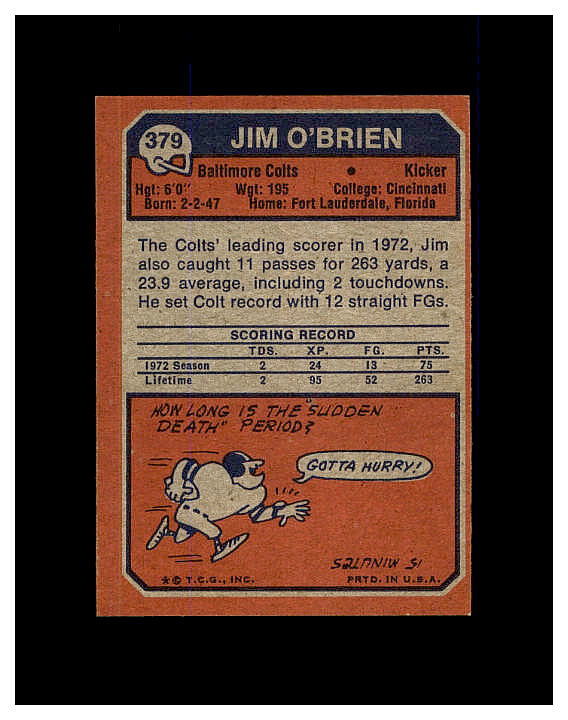 379
JIM O'BRIEN
Baltimore Colts • Kicker
Hgt: 6'0" Wgt: 195 College: Cincinnati
Born: 2-2-47 Home: Fort Lauderdale, Florida
The Colts' leading scorer in 1972, Jim
also caught 11 passes for 263 yards, a
23.9 average, including 2 touchdowns.
He set Colt record with 12 straight FGs.
SCORING RECORD
TDS. XP. FG. PTS.
1972 Season 2 24 13 75
Lifetime 2 95 52 263
HOW LONG IS THE "SUDDEN
DEATH" PERIOD?
GOTTA HURRY!
15 MINUTES
★© T.C.G., INC. PRTD. IN U.S.A.